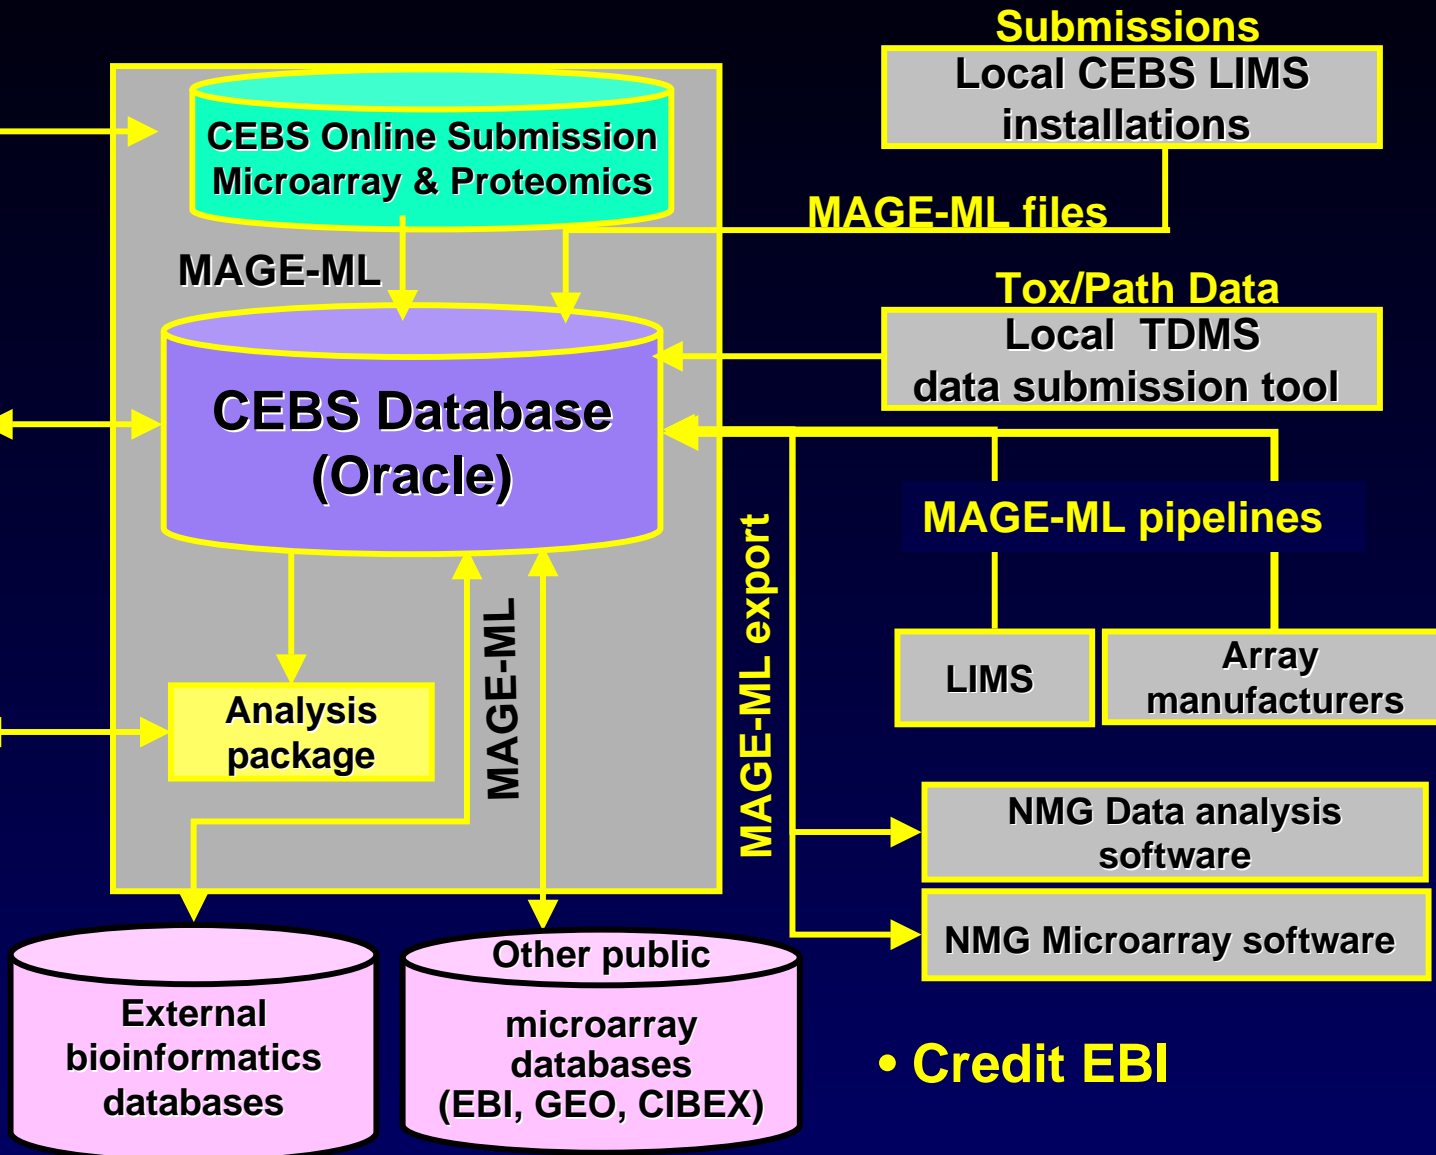 Submissions
Local CEBS LIMS
installations
CEBS Online Submission
Microarray & Proteomics
MAGE-ML files
MAGE-ML
Tox/Path Data
Local TDMS
data submission tool
CEBS Database
(Oracle)
MAGE-ML pipelines
MAGE-ML export
MAGE-ML
LIMS
Array
manufacturers
Analysis
package
NMG Data analysis
software
NMG Microarray software
External
bioinformatics
databases
Other public
microarray
databases
(EBI, GEO, CIBEX)
• Credit EBI